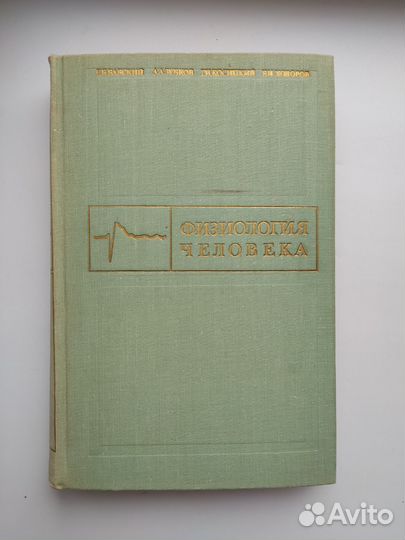 Е.Б.БАБСКИЙ А.А.ЗУБКОВ Г.И.КОСИЦКИЙ Б.И.ХОДОРОВ
ФИЗИОЛОГИЯ
ЧЕЛОВЕКА
Avito